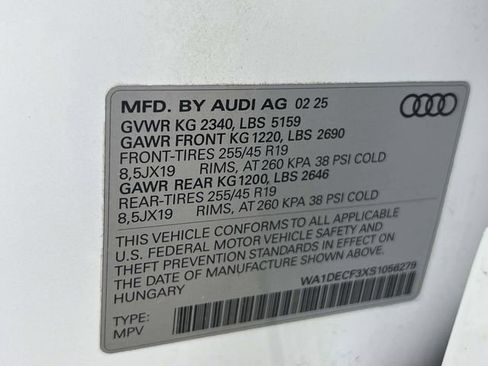 MFD. BY AUDI AG 02 25
GVWR KG 2340, LBS 5159
GAWR FRONT KG 1220, LBS 2690
FRONT-TIRES 255/45 R19
8,5JX19 RIMS, AT 260 KPA 38 PSI COLD
GAWR REAR KG 1200, LBS 2646
REAR-TIRES 255/45 R19
8,5JX19 RIMS, AT 260 KPA 38 PSI COLD
THIS VEHICLE CONFORMS TO ALL APPLICABLE
U.S. FEDERAL MOTOR VEHICLE SAFETY AND
THEFT PREVENTION STANDARDS IN EFFECT ON
THE DATE OF MANUFACTURE SHOWN ABOVE.
HUNGARY
WA1DECF3XS1056279
TYPE:
MPV